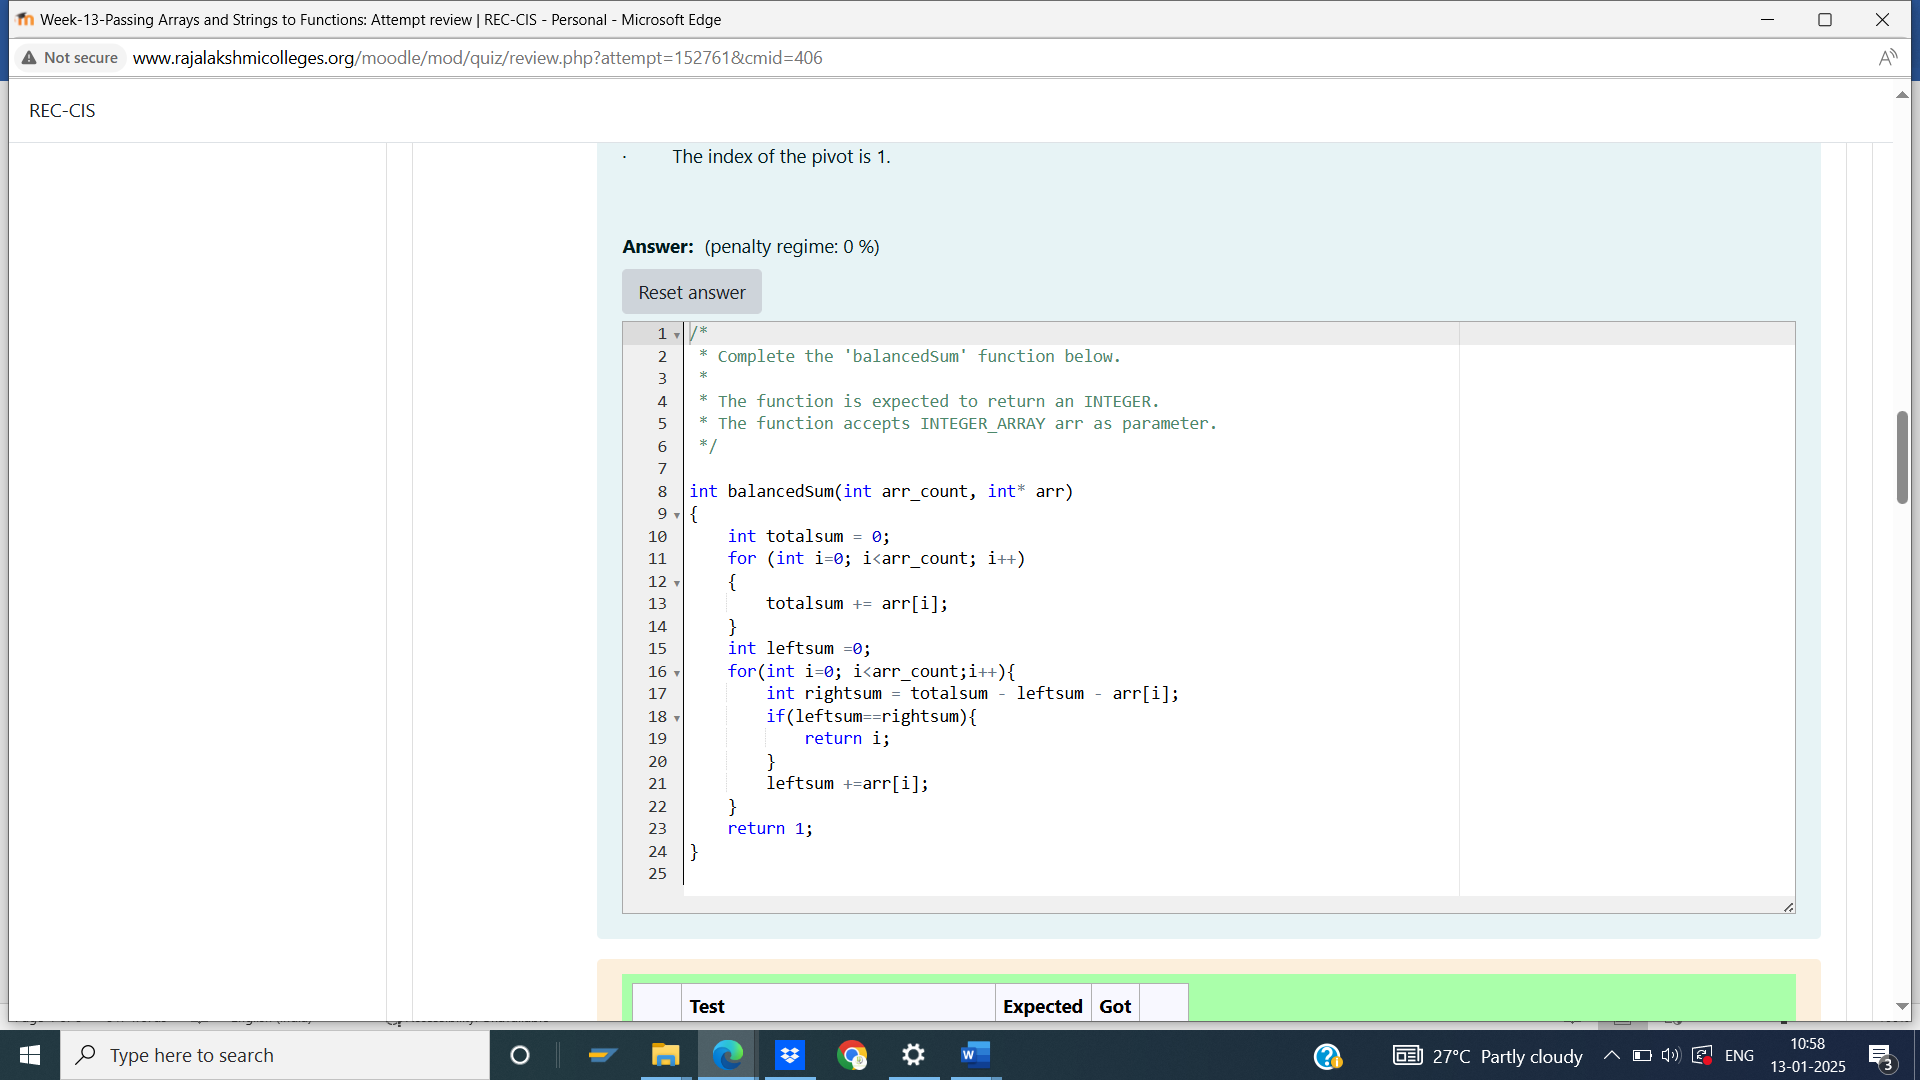 Week-13-Passing Arrays and Strings to Functions: Attempt review | REC-CIS - Personal - Microsoft Edge
Not secure www.rajalakshmicolleges.org/moodle/mod/quiz/review.php?attempt=152761&cmid=406
REC-CIS
· The index of the pivot is 1.
Answer: (penalty regime: 0 %)
Reset answer
1 /*
2  * Complete the 'balancedSum' function below.
3  *
4  * The function is expected to return an INTEGER.
5  * The function accepts INTEGER_ARRAY arr as parameter.
6  */
7
8 int balancedSum(int arr_count, int* arr)
9 {
10     int totalsum = 0;
11     for (int i=0; i<arr_count; i++)
12     {
13         totalsum += arr[i];
14     }
15     int leftsum =0;
16     for(int i=0; i<arr_count;i++){
17         int rightsum = totalsum - leftsum - arr[i];
18         if(leftsum==rightsum){
19             return i;
20         }
21         leftsum +=arr[i];
22     }
23     return 1;
24 }
25
Test Expected Got
Type here to search
27°C Partly cloudy
ENG
10:58
13-01-2025
3